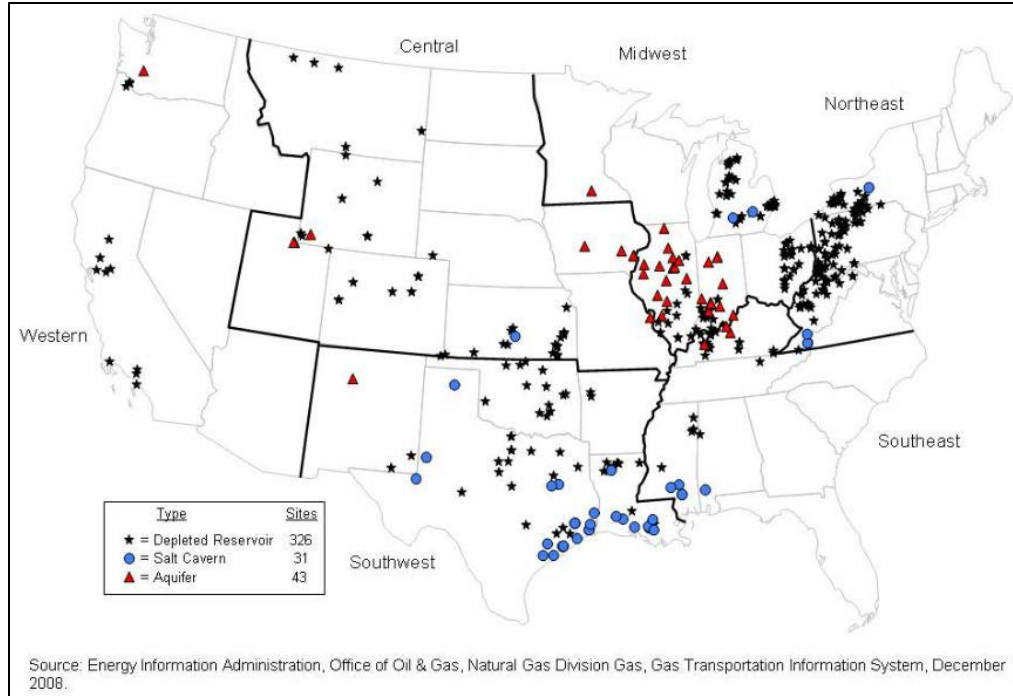 Central
Midwest
Northeast
Western
Southeast
Southwest
Type Sites
= Depleted Reservoir 326
= Salt Cavern 31
= Aquifer 43
Source: Energy Information Administration, Office of Oil & Gas, Natural Gas Division Gas, Gas Transportation Information System, December
2008.